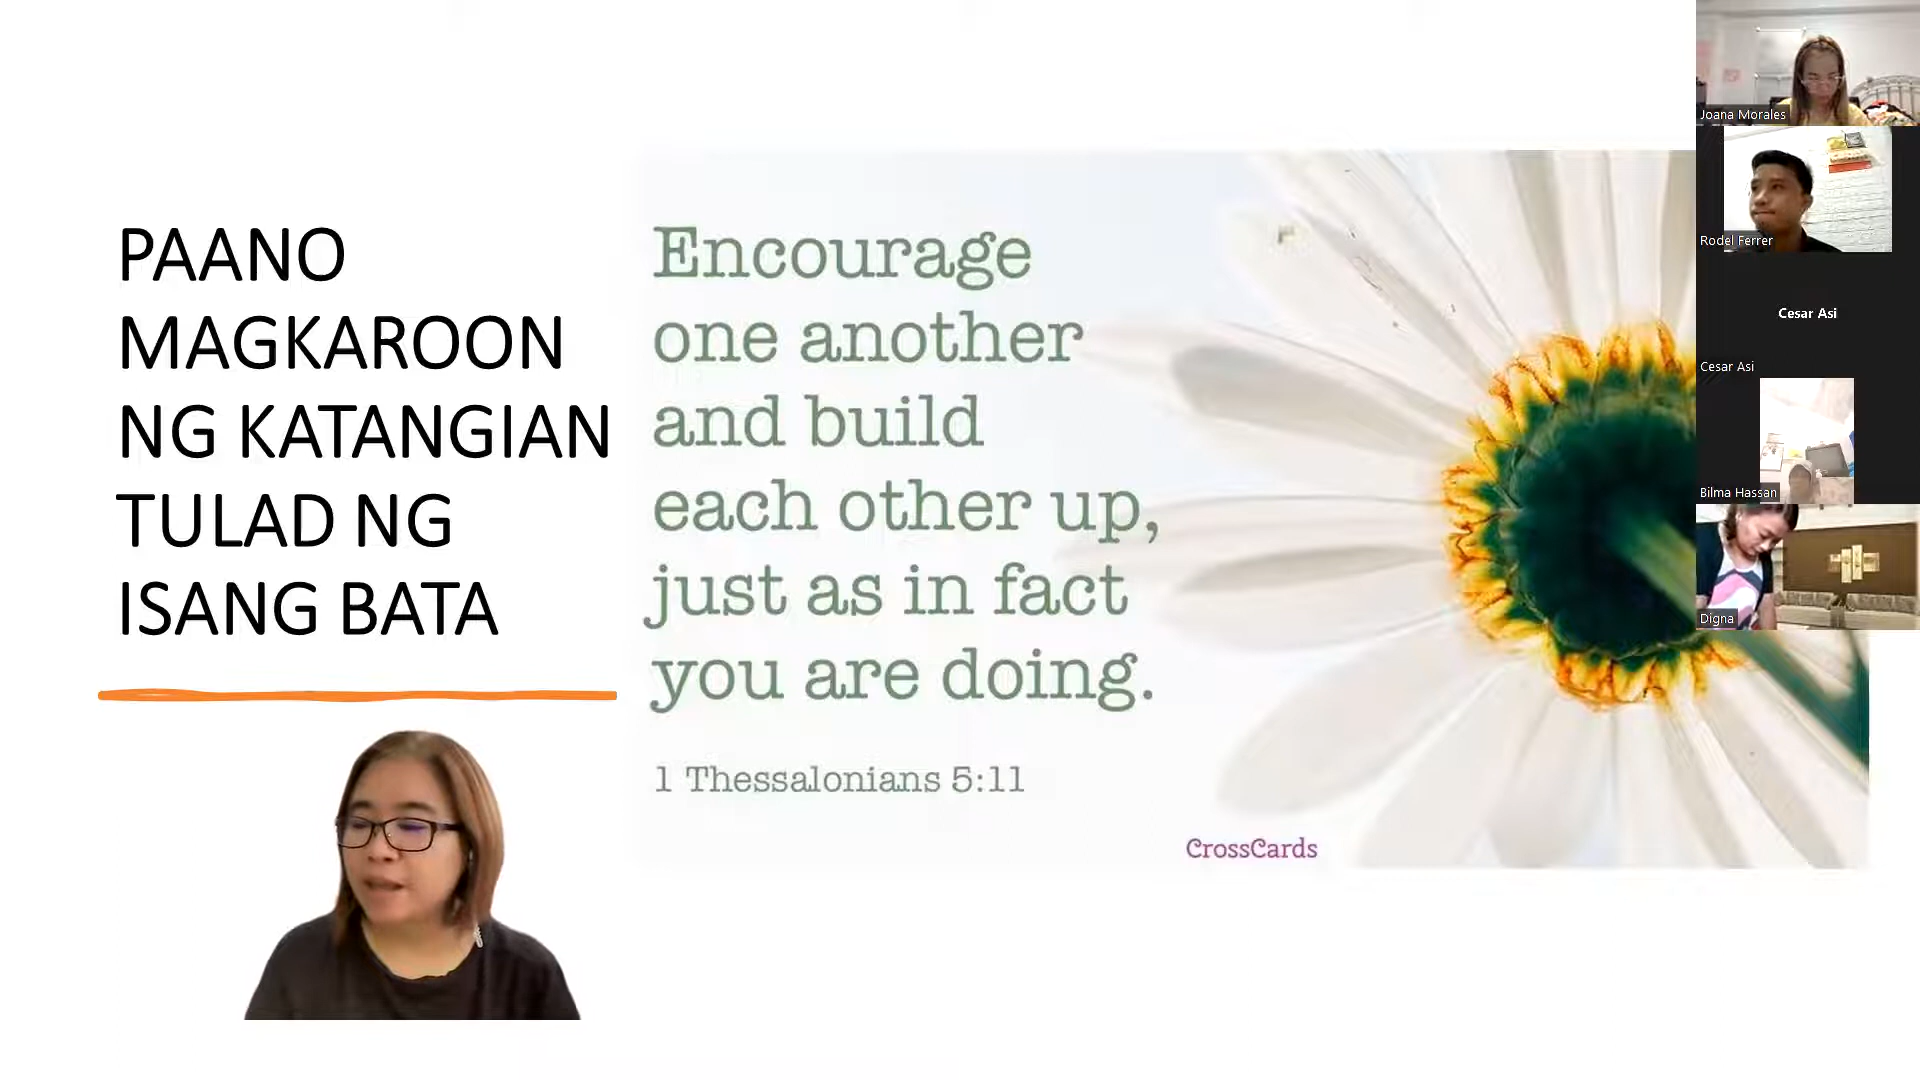 PAANO
MAGKAROON
NG KATANGIAN
TULAD NG
ISANG BATA
Encourage
one another
and build
each other up,
just as in fact
you are doing.
1 Thessalonians 5:11
CrossCards
Joana Morales
Rodel Ferrer
Cesar Asi
Cesar Asi
Bilma Hassan
Digna